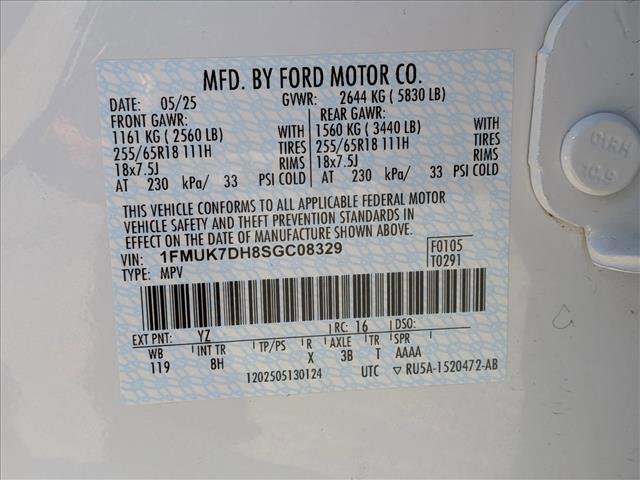 MFD. BY FORD MOTOR CO.
DATE: 05/25 GVWR: 2644 KG ( 5830 LB)
FRONT GAWR: REAR GAWR:
1161 KG ( 2560 LB) WITH 1560 KG ( 3440 LB) WITH
255/65R18 111H TIRES 255/65R18 111H TIRES
18x7.5J RIMS 18x7.5J RIMS
AT 230 kPa/ 33 PSI COLD AT 230 kPa/ 33 PSI COLD
THIS VEHICLE CONFORMS TO ALL APPLICABLE FEDERAL MOTOR
VEHICLE SAFETY AND THEFT PREVENTION STANDARDS IN
EFFECT ON THE DATE OF MANUFACTURE SHOWN ABOVE.
VIN: 1FMUK7DH8SGC08329 F0105
TYPE: MPV T0291
EXT PNT: YZ RC: 16 DSO:
WB INT TR TP/PS R AXLE TR SPR
119 8H X 3B T AAAA
1202505130124 UTC ▽ RU5A-1520472-AB
10.9